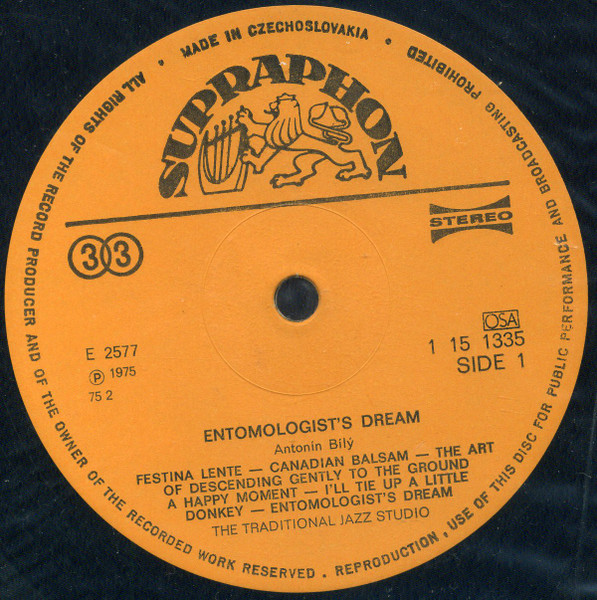 ALL RIGHTS OF THE RECORD PRODUCER AND OF THE OWNER OF THE RECORDED WORK RESERVED . REPRODUCTION, USE OF THIS DISC FOR PUBLIC PERFORMANCE AND BROADCASTING PROHIBITED
• MADE IN CZECHOSLOVAKIA •
SUPRAPHON
STEREO
33
OSA
E 2577
1 15 1335
Ⓟ 1975
SIDE 1
75 2
ENTOMOLOGIST'S DREAM
Antonín Bílý
FESTINA LENTE — CANADIAN BALSAM — THE ART
OF DESCENDING GENTLY TO THE GROUND
A HAPPY MOMENT — I'LL TIE UP A LITTLE
DONKEY — ENTOMOLOGIST'S DREAM
THE TRADITIONAL JAZZ STUDIO